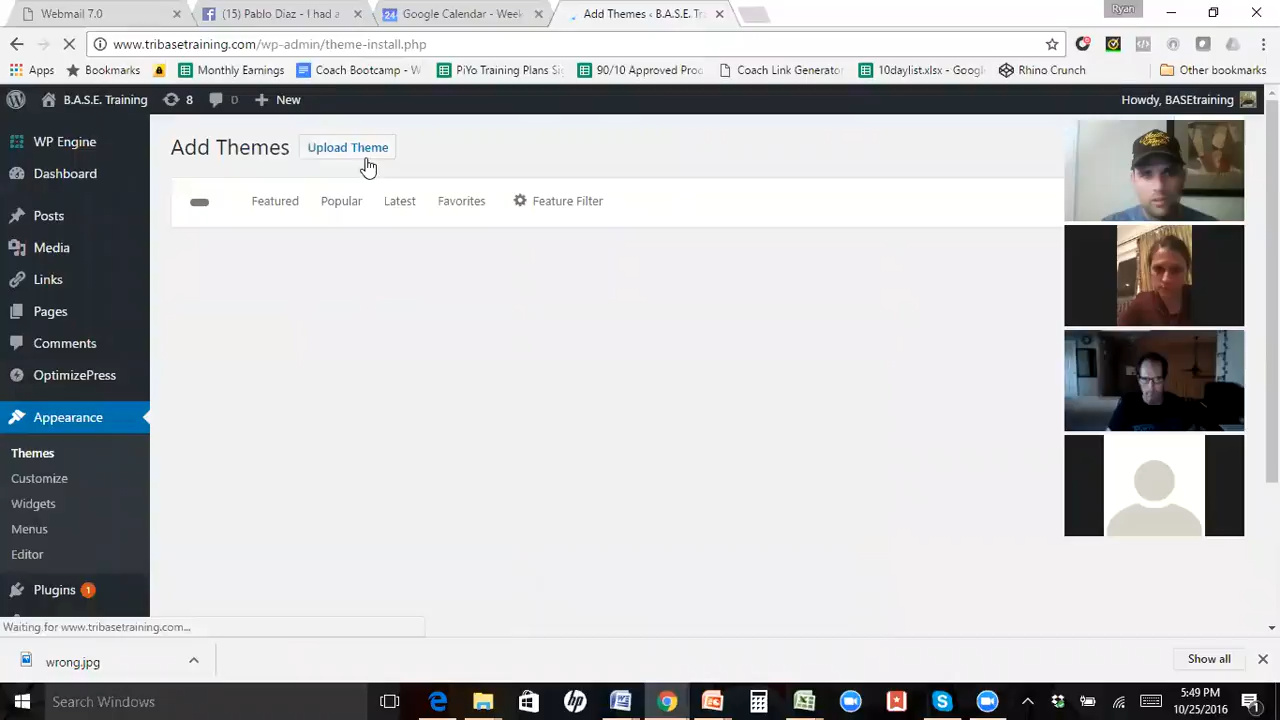 Webmail 7.0
(15) Pablo Diaz - I had a
Google Calendar - Week
Add Themes ‹ B.A.S.E. Tr
Ryan
www.tribasetraining.com/wp-admin/theme-install.php
Apps
Bookmarks
Monthly Earnings
Coach Bootcamp - W
PiYo Training Plans Si
90/10 Approved Pro
Coach Link Generator
10daylist.xlsx - Googl
Rhino Crunch
Other bookmarks
B.A.S.E. Training
8
0
New
Howdy, BASEtraining
WP Engine
Dashboard
Posts
Media
Links
Pages
Comments
OptimizePress
Appearance
Themes
Customize
Widgets
Menus
Editor
Plugins 1
Add Themes
Upload Theme
Featured
Popular
Latest
Favorites
Feature Filter
Waiting for www.tribasetraining.com...
wrong.jpg
Show all
Search Windows
5:49 PM
10/25/2016
1